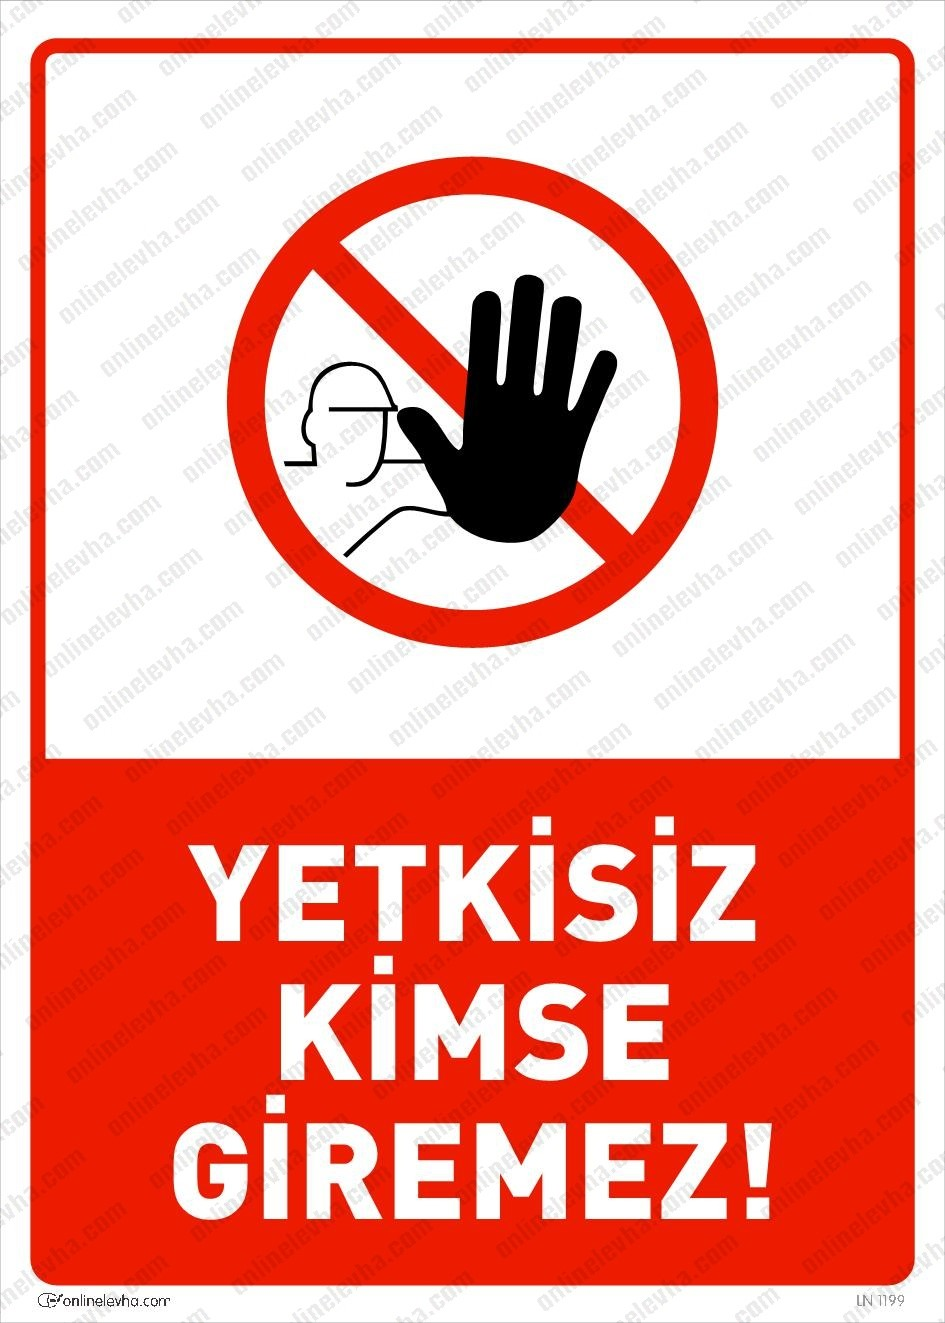 YETKİSİZ
KİMSE
GİREMEZ!
onlinelevha.com
LN 1199